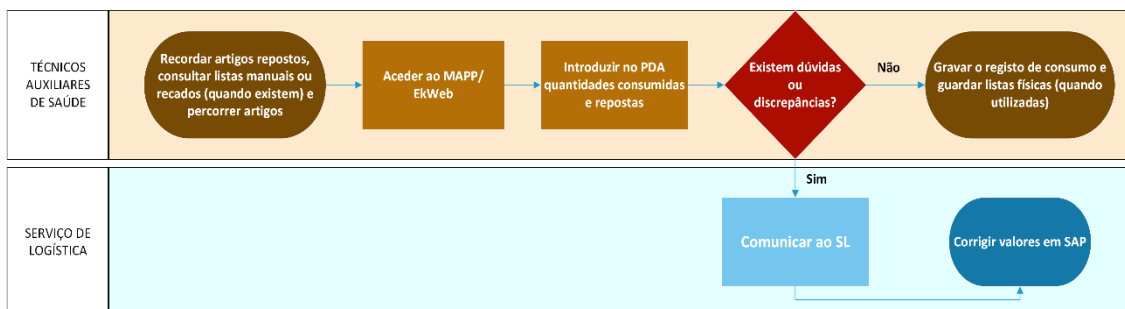 TÉCNICOS
AUXILIARES
DE SAÚDE
Recordar artigos repostos,
consultar listas manuais ou
recados (quando existem) e
percorrer artigos
Aceder ao MAPP/
EkWeb
Introduzir no PDA
quantidades consumidas
e repostas
Existem dúvidas
ou
discrepâncias?
Não
Gravar o registo de consumo e
guardar listas físicas (quando
utilizadas)
Sim
SERVIÇO DE
LOGÍSTICA
Comunicar ao SL
Corrigir valores em SAP